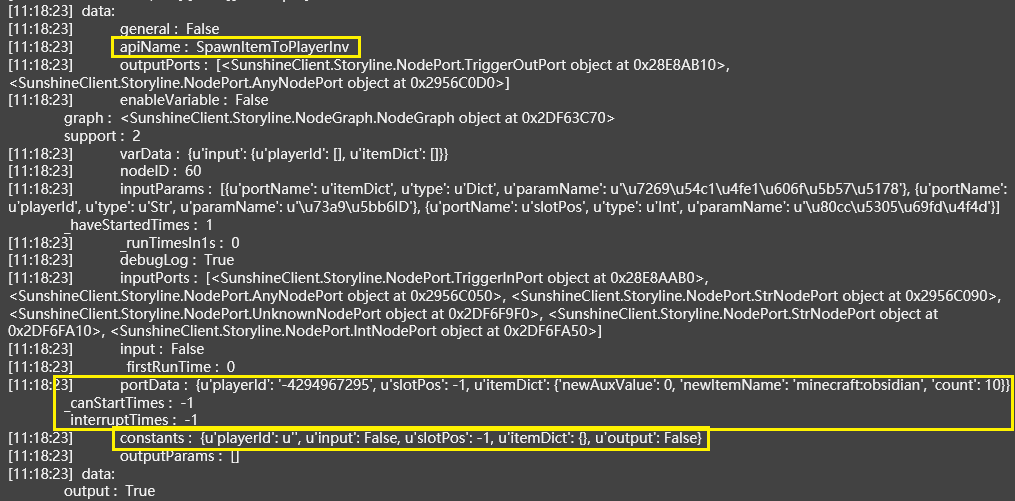 [11:18:23] data:
[11:18:23] general : False
[11:18:23] apiName : SpawnItemToPlayerInv
[11:18:23] outputPorts : [<SunshineClient.Storyline.NodePort.TriggerOutPort object at 0x28E8AB10>,
<SunshineClient.Storyline.NodePort.AnyNodePort object at 0x2956C0D0>]
[11:18:23] enableVariable : False
graph : <SunshineClient.Storyline.NodeGraph.NodeGraph object at 0x2DF63C70>
support : 2
[11:18:23] varData : {u'input': {u'playerId': [], u'itemDict': []}}
[11:18:23] nodeID : 60
[11:18:23] inputParams : [{u'portName': u'itemDict', u'type': u'Dict', u'paramName': u'\u7269\u54c1\u4fe1\u606f\u5b57\u5178'}, {u'portName':
u'playerId', u'type': u'Str', u'paramName': u'\u73a9\u5bb6ID'}, {u'portName': u'slotPos', u'type': u'Int', u'paramName': u'\u80cc\u5305\u69fd\u4f4d'}]
_haveStartedTimes : 1
[11:18:23] _runTimesIn1s : 0
[11:18:23] debugLog : True
[11:18:23] inputPorts : [<SunshineClient.Storyline.NodePort.TriggerInPort object at 0x28E8AAB0>,
<SunshineClient.Storyline.NodePort.AnyNodePort object at 0x2956C050>, <SunshineClient.Storyline.NodePort.StrNodePort object at 0x2956C090>,
<SunshineClient.Storyline.NodePort.UnknownNodePort object at 0x2DF6F9F0>, <SunshineClient.Storyline.NodePort.StrNodePort object at
0x2DF6FA10>, <SunshineClient.Storyline.NodePort.IntNodePort object at 0x2DF6FA50>]
[11:18:23] input : False
[11:18:23] _firstRunTime : 0
[11:18:23] portData : {u'playerId': '-4294967295', u'slotPos': -1, u'itemDict': {'newAuxValue': 0, 'newItemName': 'minecraft:obsidian', 'count': 10}}
_canStartTimes : -1
_interruptTimes : -1
[11:18:23] constants : {u'playerId': u'', u'input': False, u'slotPos': -1, u'itemDict': {}, u'output': False}
[11:18:23] outputParams : []
[11:18:23] data:
output : True